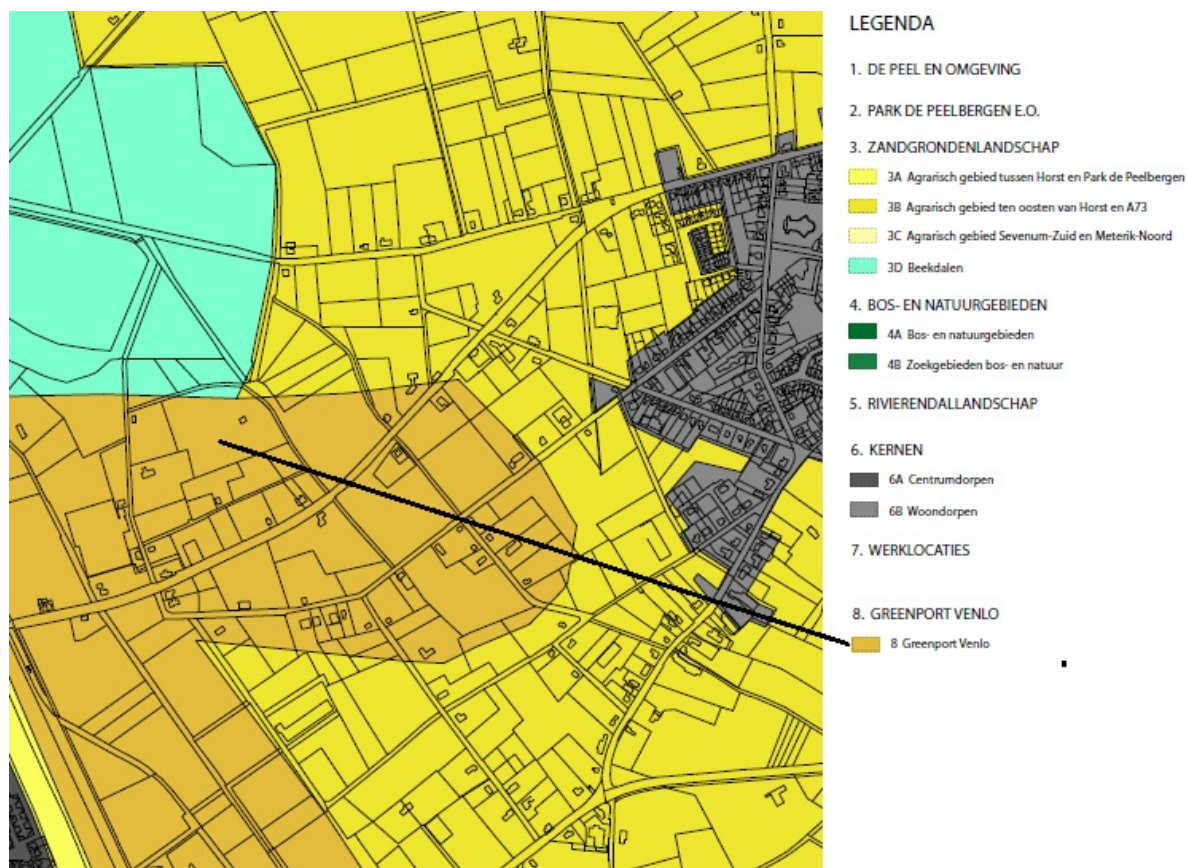 LEGENDA
1. DE PEEL EN OMGEVING
2. PARK DE PEELBERGEN E.O.
3. ZANDGRONDENLANDSCHAP
3A Agrarisch gebied tussen Horst en Park de Peelbergen
3B Agrarisch gebied ten oosten van Horst en A73
3C Agrarisch gebied Sevenum-Zuid en Meterik-Noord
3D Beekdalen
4. BOS- EN NATUURGEBIEDEN
4A Bos- en natuurgebieden
4B Zoekgebieden bos- en natuur
5. RIVIERENDALLANDSCHAP
6. KERNEN
6A Centrumdorpen
6B Woondorpen
7. WERKLOCATIES
8. GREENPORT VENLO
8 Greenport Venlo